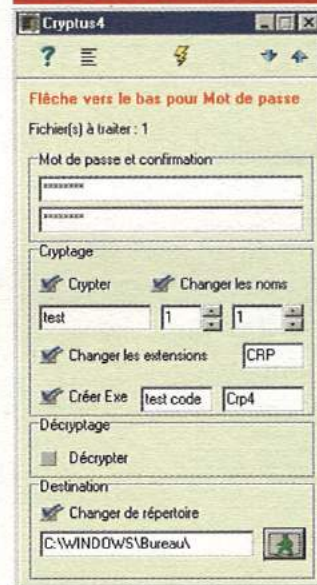 Cryptus4
Flêche vers le bas pour Mot de passe
Fichier(s) à traiter : 1
Mot de passe et confirmation
********
********
Cryptage
Crypter Changer les noms
test 1 1
Changer les extensions CRP
Créer Exe test code Crp4
Décryptage
Décrypter
Destination
Changer de répertoire
C:\WINDOWS\Bureau\